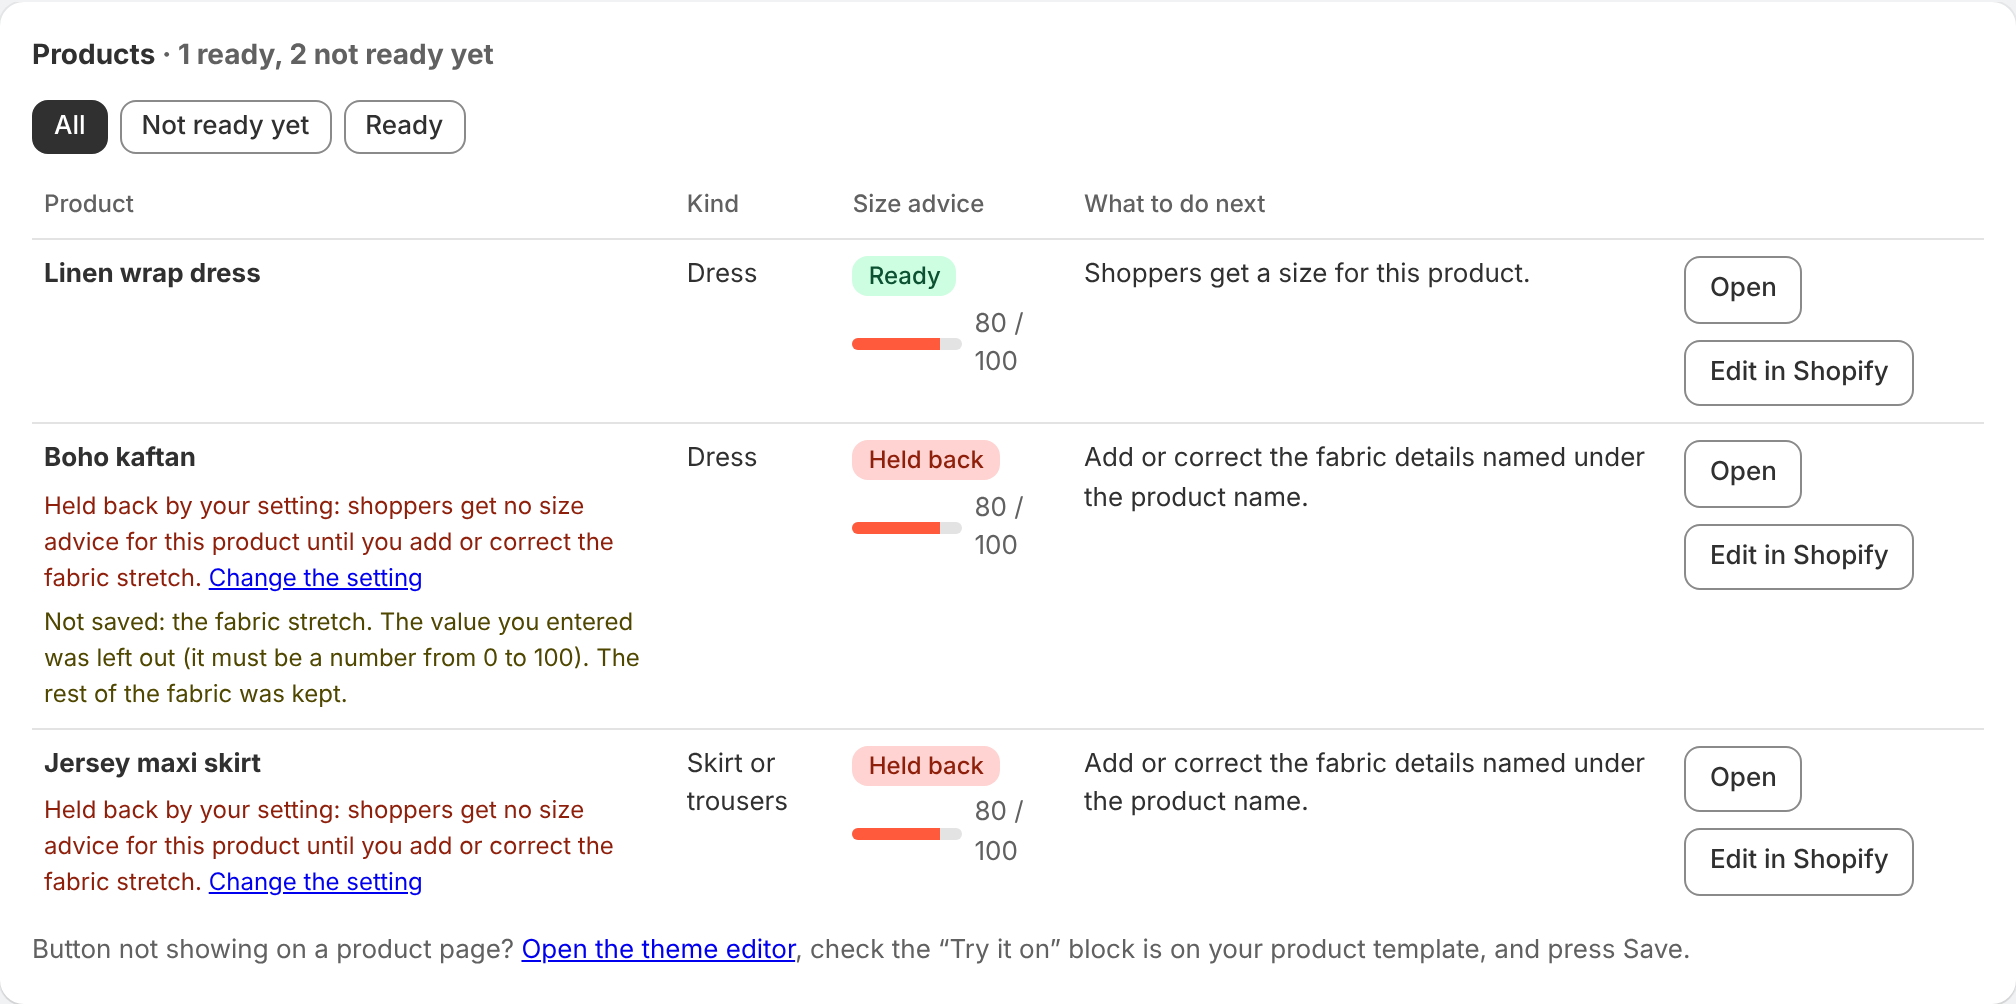 Products · 1 ready, 2 not ready yet
All
Not ready yet
Ready
Product
Kind
Size advice
What to do next
Linen wrap dress
Dress
Ready
80 /
100
Shoppers get a size for this product.
Open
Edit in Shopify
Boho kaftan
Held back by your setting: shoppers get no size
advice for this product until you add or correct the
fabric stretch. Change the setting
Not saved: the fabric stretch. The value you entered
was left out (it must be a number from 0 to 100). The
rest of the fabric was kept.
Dress
Held back
80 /
100
Add or correct the fabric details named under
the product name.
Open
Edit in Shopify
Jersey maxi skirt
Held back by your setting: shoppers get no size
advice for this product until you add or correct the
fabric stretch. Change the setting
Skirt or
trousers
Held back
80 /
100
Add or correct the fabric details named under
the product name.
Open
Edit in Shopify
Button not showing on a product page? Open the theme editor, check the “Try it on” block is on your product template, and press Save.